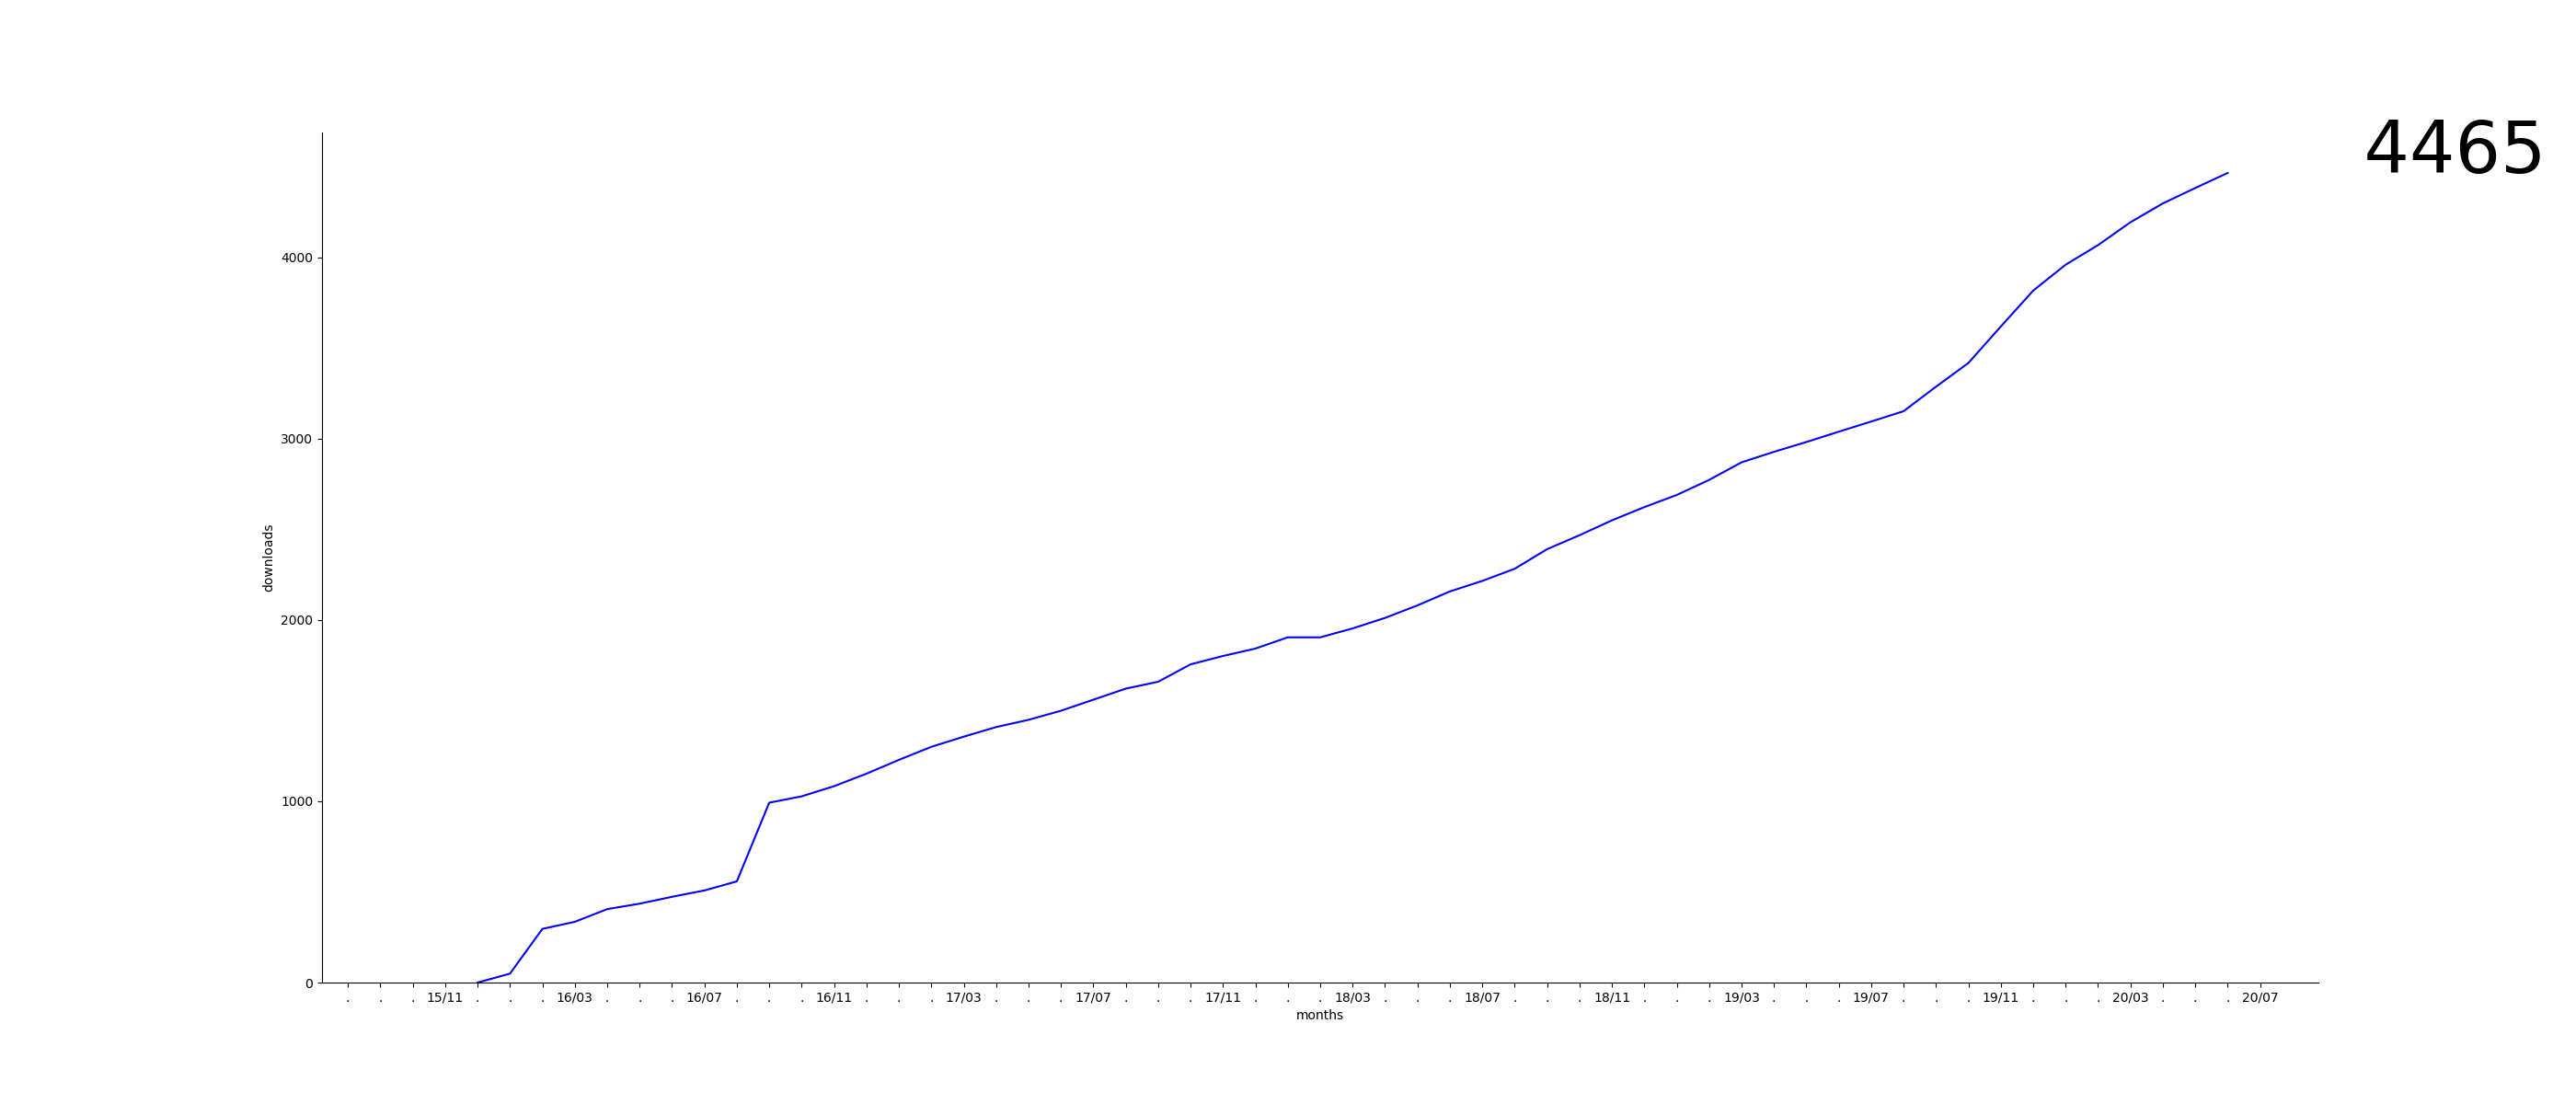 4465
4000
3000
downloads
2000
1000
0
. . . 15/11 . . . 16/03 . . . 16/07 . . . 16/11 . . . 17/03 . . . 17/07 . . . 17/11 . . . 18/03 . . . 18/07 . . . 18/11 . . . 19/03 . . . 19/07 . . . 19/11 . . . 20/03 . . . 20/07
months